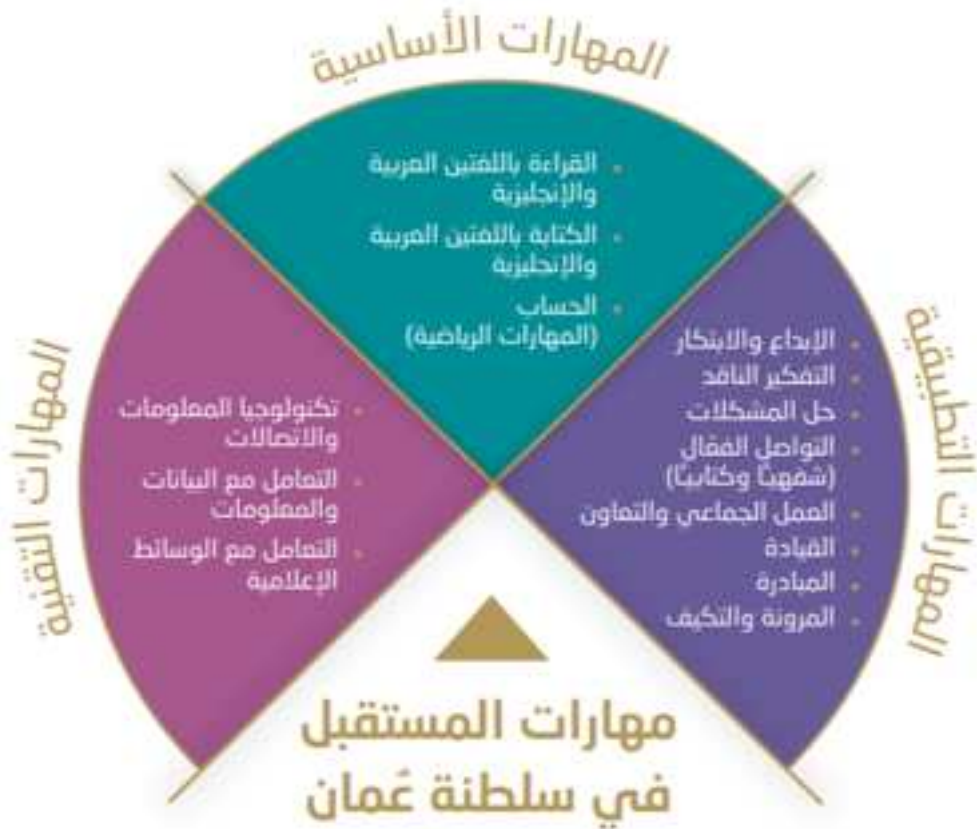 المهارات الأساسية
القراءة باللغتين العربية
والإنجليزية
الكتابة باللغتين العربية
والإنجليزية
الحساب
(المهارات الرياضية)
المهارات التطبيقية
الإبداع والابتكار
التفكير الناقد
حل المشكلات
التواصل الفعّال
(شفهيًا وكتابيًا)
العمل الجماعي والتعاون
القيادة
المبادرة
المرونة والتكيف
المهارات التقنية
تكنولوجيا المعلومات
والاتصالات
التعامل مع البيانات
والمعلومات
التعامل مع الوسائط
الإعلامية
مهارات المستقبل
في سلطنة عُمان